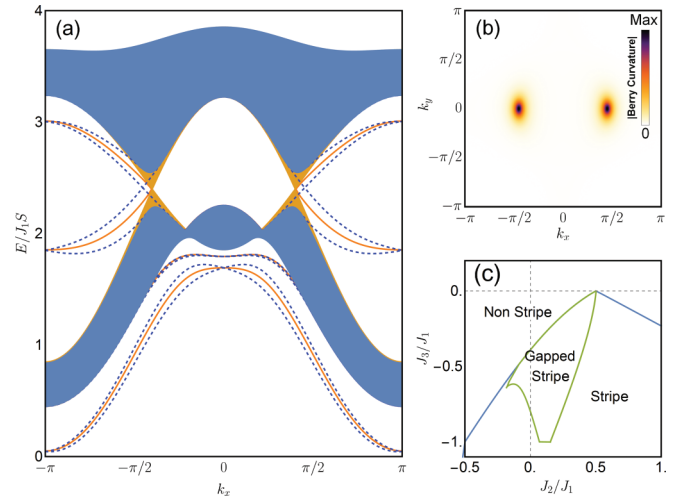 (a)
4
3
2
1
0
E/J₁S
−π
−π/2
0
π/2
π
kₓ
(b)
π
π/2
0
−π/2
−π
k_y
−π
−π/2
0
π/2
π
kₓ
Max
|Berry Curvature|
0
(c)
0.
−0.5
−1.
J₃/J₁
Non Stripe
Gapped
Stripe
Stripe
−0.5
0.
0.5
1.
J₂/J₁